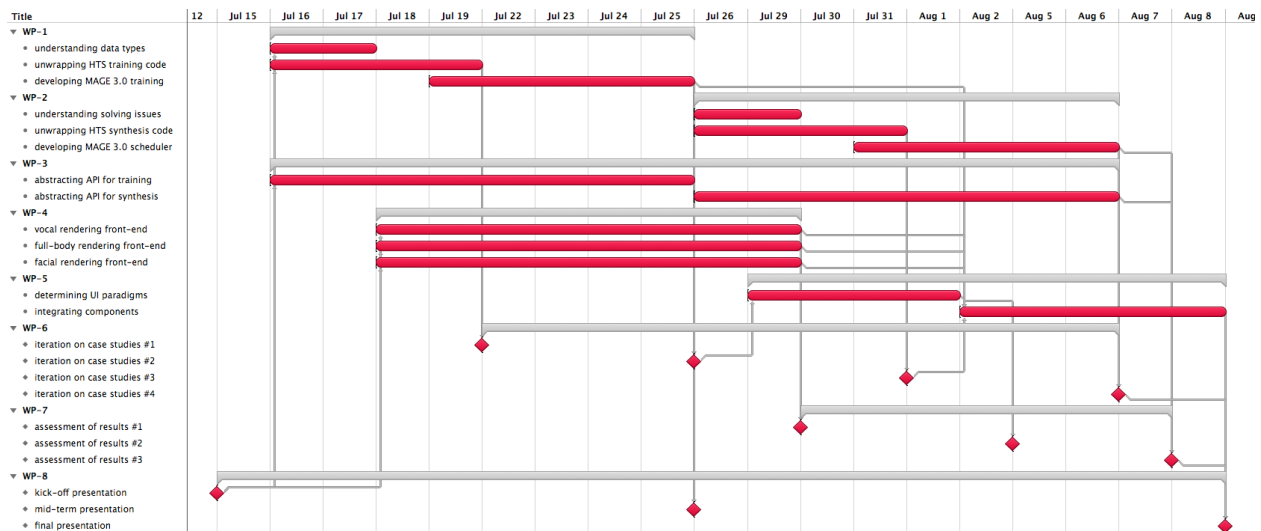 Title 12 Jul 15 Jul 16 Jul 17 Jul 18 Jul 19 Jul 22 Jul 23 Jul 24 Jul 25 Jul 26 Jul 29 Jul 30 Jul 31 Aug 1 Aug 2 Aug 5 Aug 6 Aug 7 Aug 8 Aug
WP-1
understanding data types
unwrapping HTS training code
developing MAGE 3.0 training
WP-2
understanding solving issues
unwrapping HTS synthesis code
developing MAGE 3.0 scheduler
WP-3
abstracting API for training
abstracting API for synthesis
WP-4
vocal rendering front-end
full-body rendering front-end
facial rendering front-end
WP-5
determining UI paradigms
integrating components
WP-6
iteration on case studies #1
iteration on case studies #2
iteration on case studies #3
iteration on case studies #4
WP-7
assessment of results #1
assessment of results #2
assessment of results #3
WP-8
kick-off presentation
mid-term presentation
final presentation